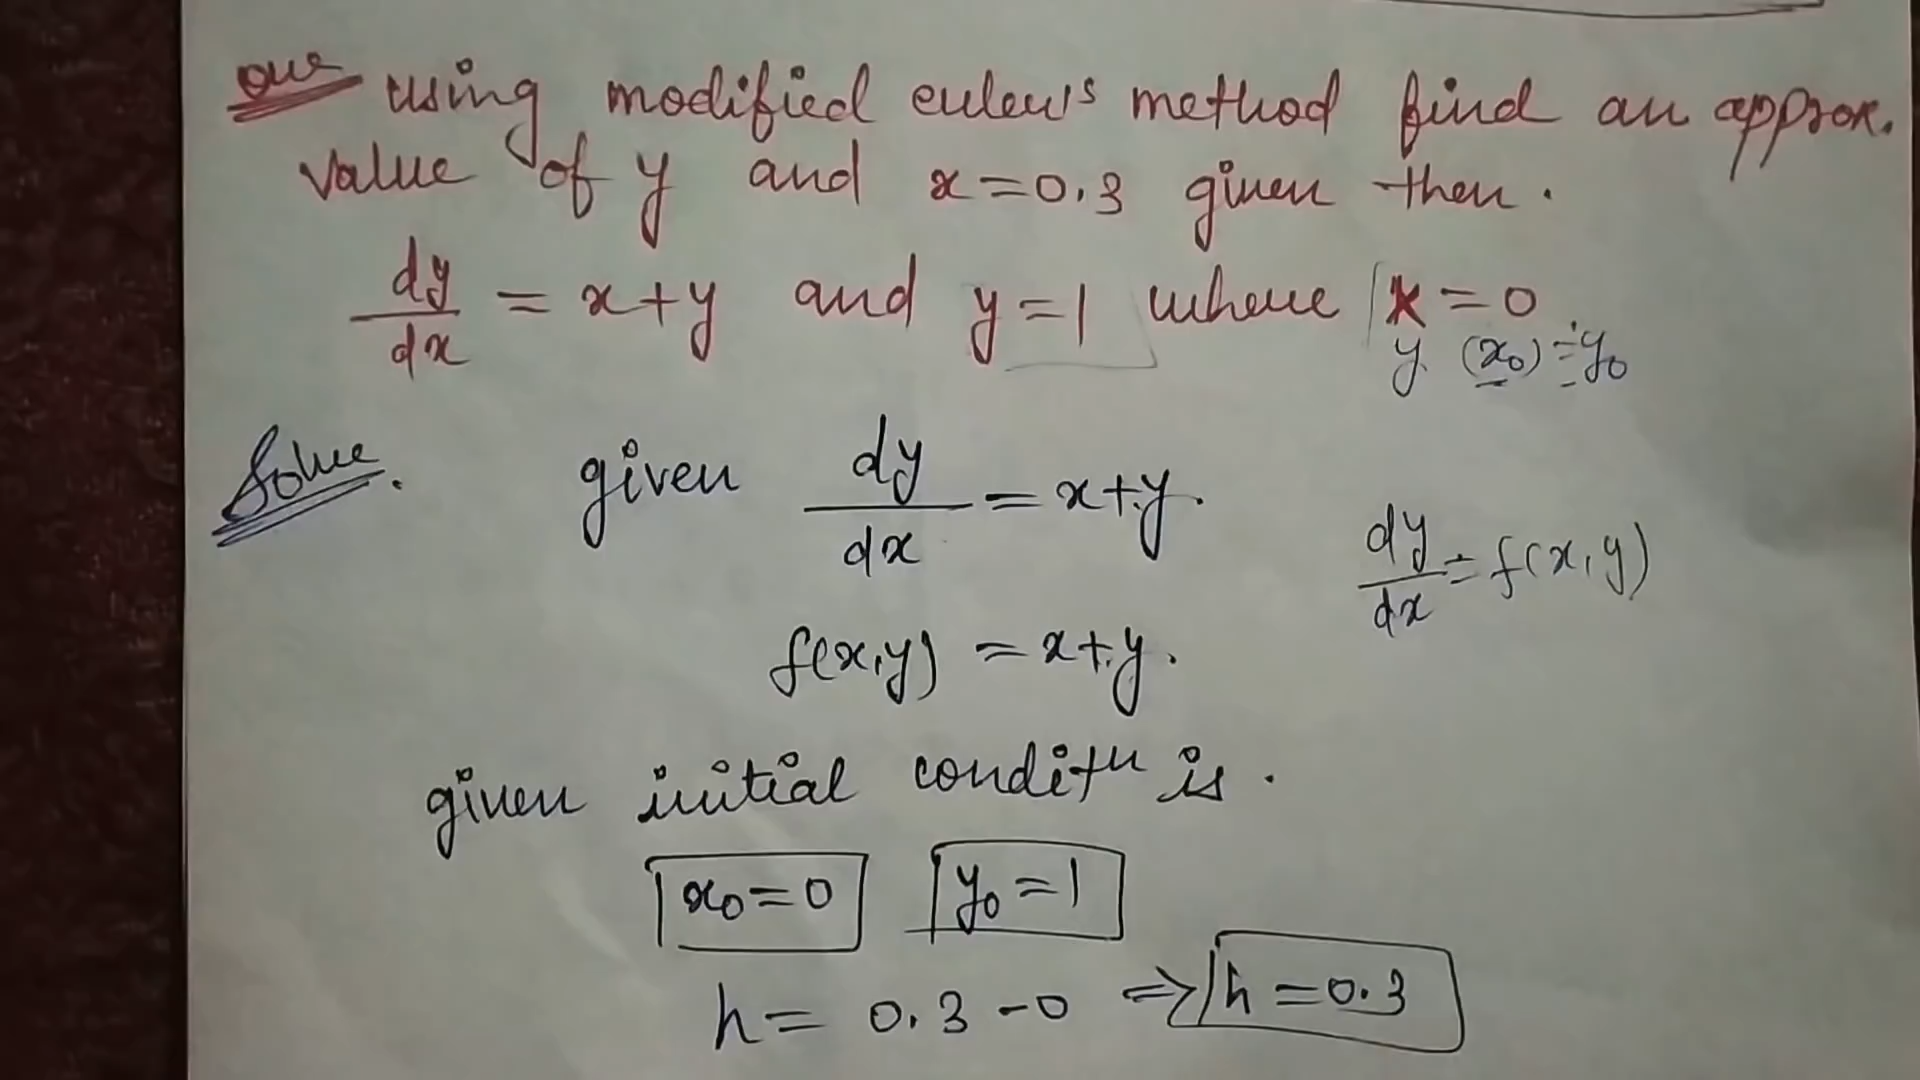 Que using modified euler's method find an approx.
value of y and x=0.3 given then.
dy/dx = x+y and y=1 where x=0
y (x₀) = y₀
Solve. given dy/dx = x+y.
dy/dx = f(x,y)
f(x,y) = x+y.
given initial conditn is.
x₀=0 y₀=1
h= 0.3 -0 ⇒ h=0.3